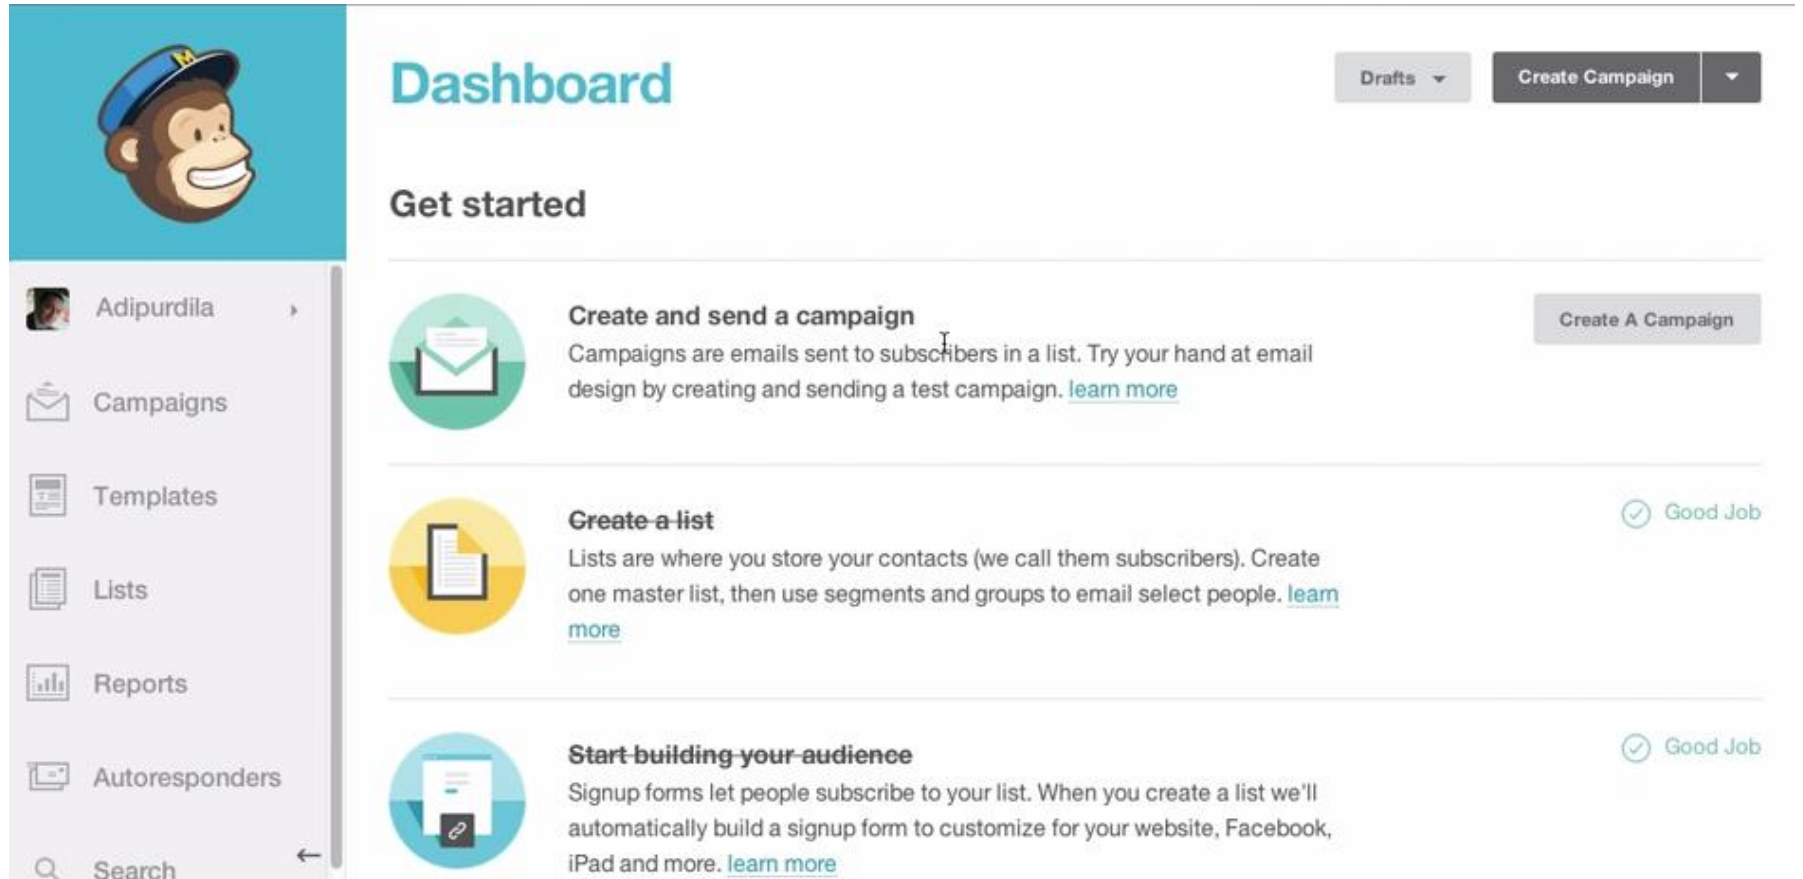 M
Dashboard
Drafts
Create Campaign
Get started
Adipurdila
Campaigns
Templates
Lists
Reports
Autoresponders
Search
Create and send a campaign
Create A Campaign
Campaigns are emails sent to subscribers in a list. Try your hand at email
design by creating and sending a test campaign. learn more
Create a list
Good Job
Lists are where you store your contacts (we call them subscribers). Create
one master list, then use segments and groups to email select people. learn
more
Start building your audience
Good Job
Signup forms let people subscribe to your list. When you create a list we'll
automatically build a signup form to customize for your website, Facebook,
iPad and more. learn more